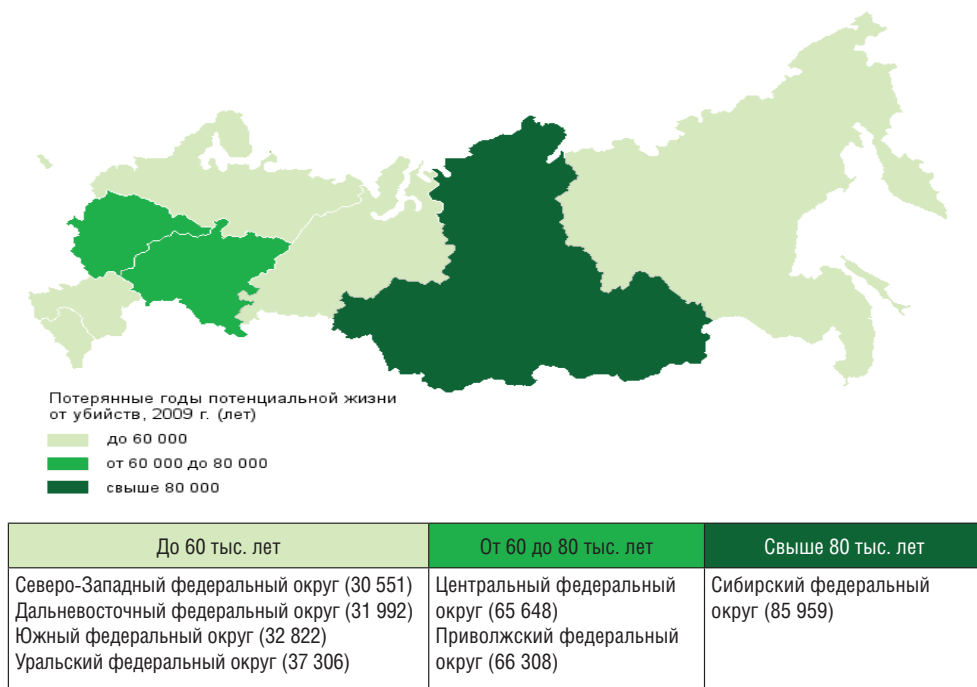 Потерянные годы потенциальной жизни
от убийств, 2009 г. (лет)
до 60 000
от 60 000 до 80 000
свыше 80 000
До 60 тыс. лет
От 60 до 80 тыс. лет
Свыше 80 тыс. лет
Северо-Западный федеральный округ (30 551)
Дальневосточный федеральный округ (31 992)
Южный федеральный округ (32 822)
Уральский федеральный округ (37 306)
Центральный федеральный
округ (65 648)
Приволжский федеральный
округ (66 308)
Сибирский федеральный
округ (85 959)